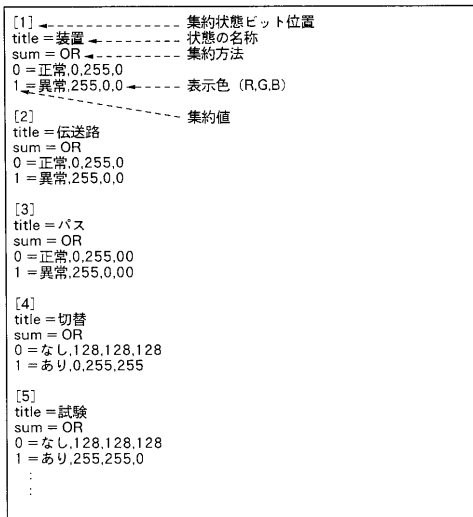 [1] 集約状態ビット位置
title = 装置 状態の名称
sum = OR 集約方法
0 = 正常,0,255,0
1 = 異常,255,0,0 表示色 (R,G,B)
集約値
[2]
title = 伝送路
sum = OR
0 = 正常,0,255,0
1 = 異常,255,0,0
[3]
title = パス
sum = OR
0 = 正常,0,255,00
1 = 異常,255,0,00
[4]
title = 切替
sum = OR
0 = なし,128,128,128
1 = あり,0,255,255
[5]
title = 試験
sum = OR
0 = なし,128,128,128
1 = あり,255,255,0
:
: